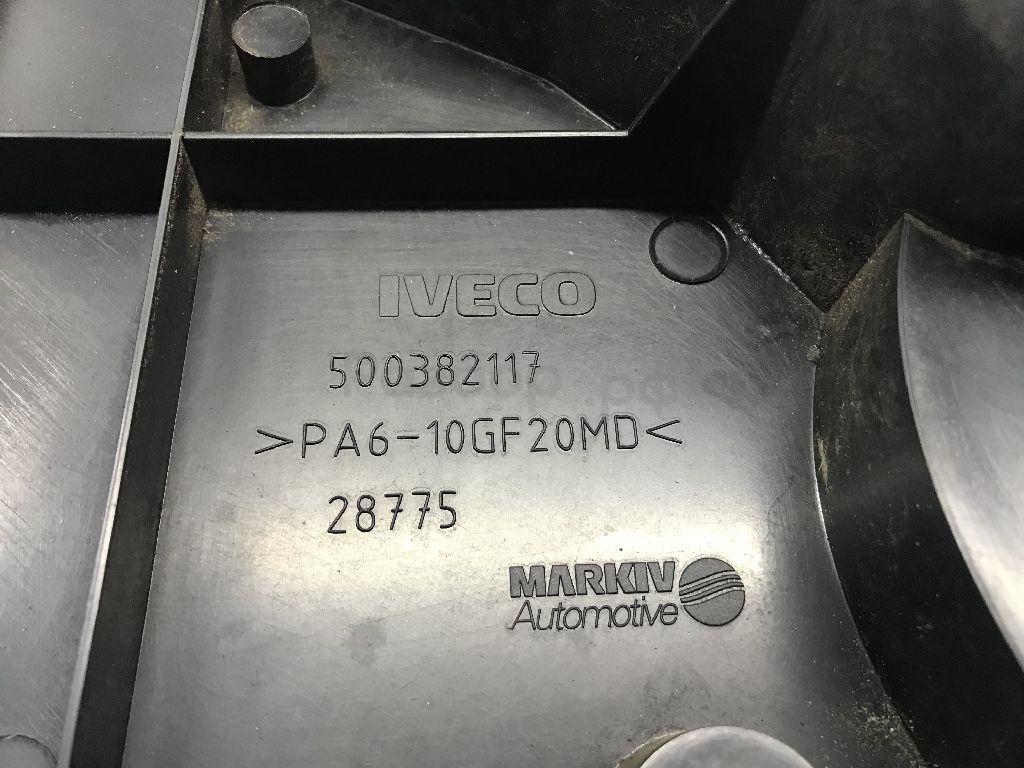 IVECO
500382117
>PA6-10GF20MD<
28775
MARKIV
Automotive